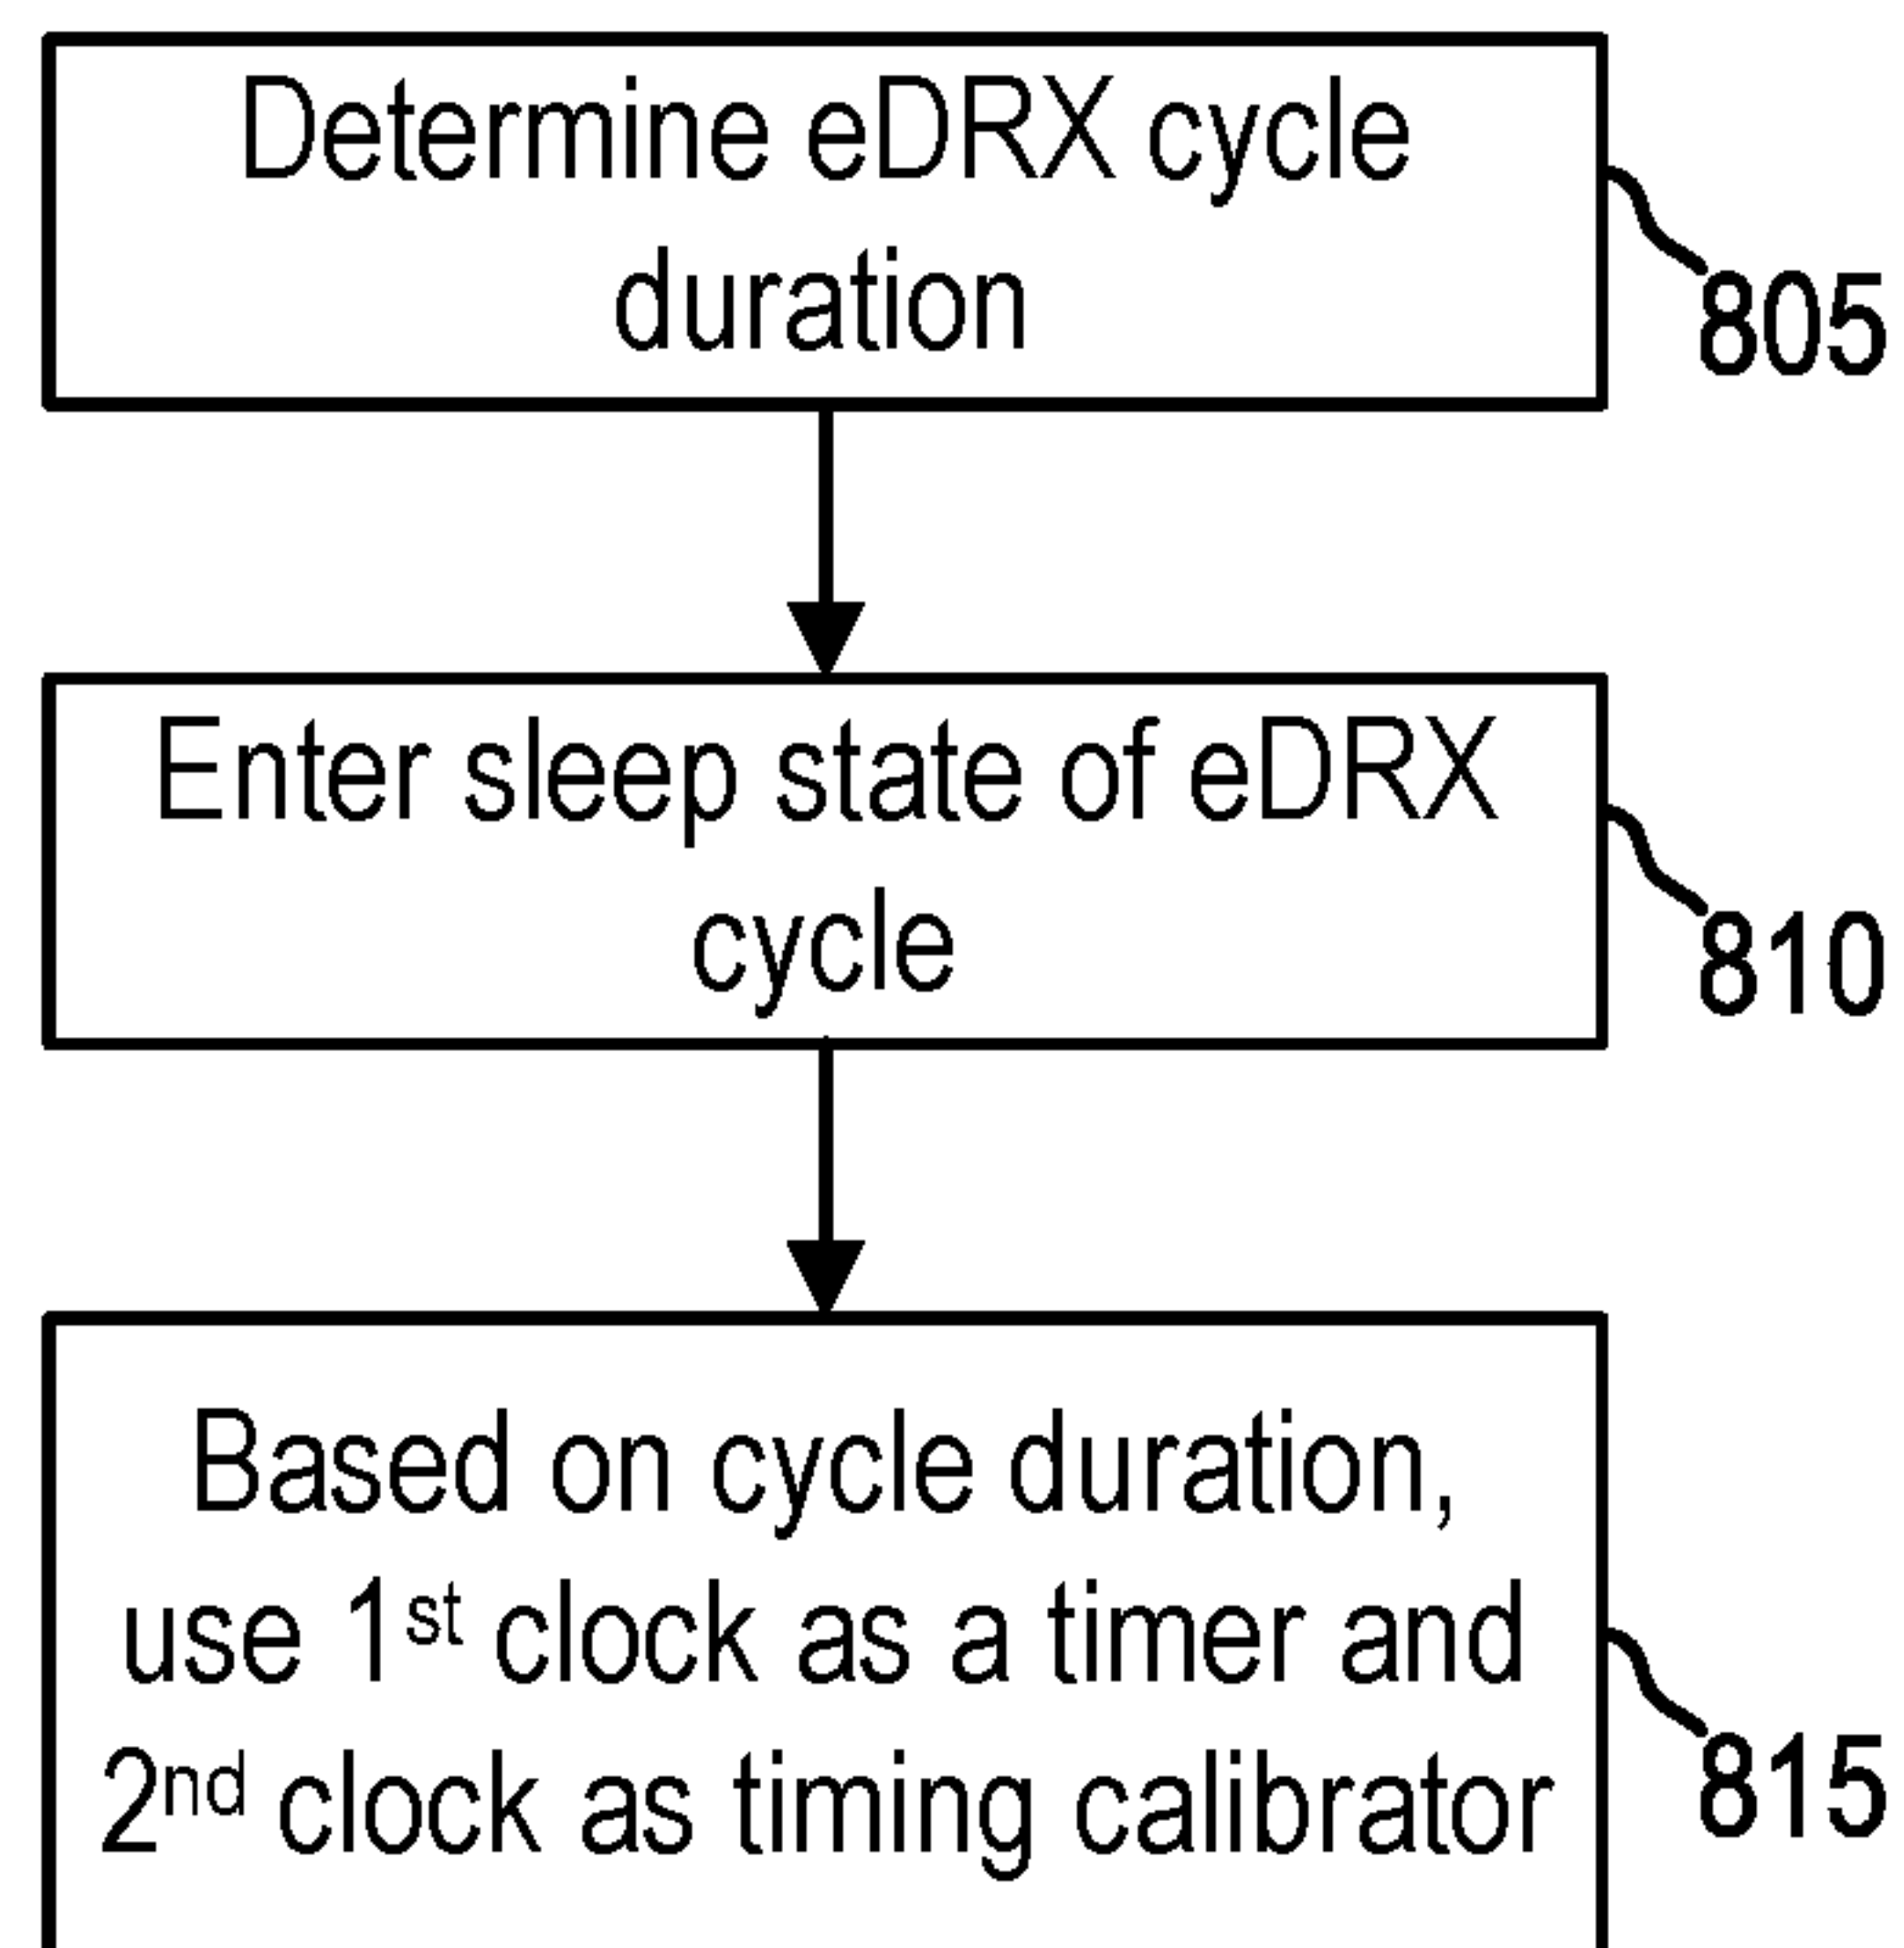 Determine eDRX cycle
duration
805
Enter sleep state of eDRX
cycle
810
Based on cycle duration,
use 1st clock as a timer and
2nd clock as timing calibrator
815